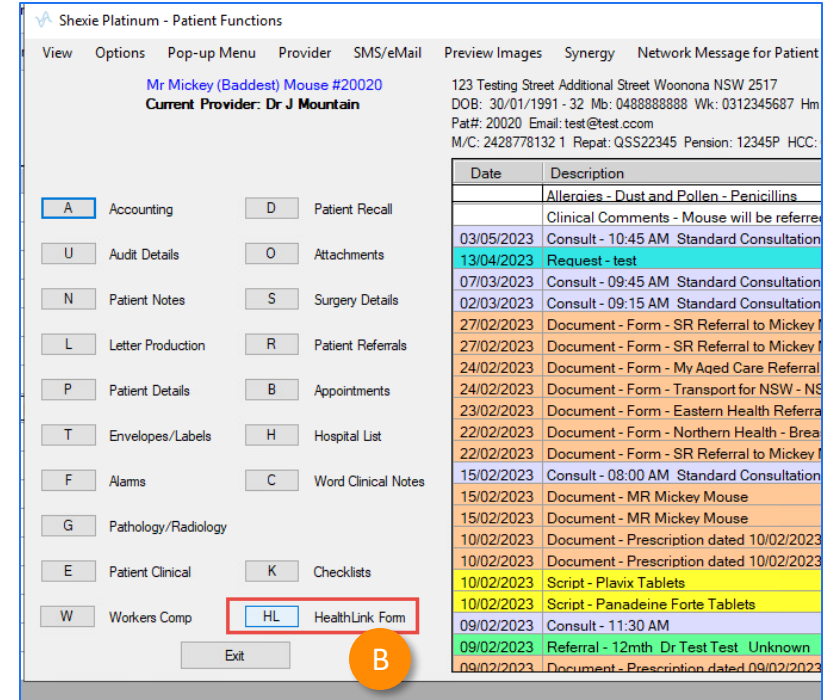 Shexie Platinum - Patient Functions
View Options Pop-up Menu Provider SMS/eMail Preview Images Synergy Network Message for Patient
Mr Mickey (Baddest) Mouse #20020
Current Provider: Dr J Mountain
123 Testing Street Additional Street Woonona NSW 2517
DOB: 30/01/1991 - 32 Mb: 0488888888 Wk: 0312345687 Hm
Pat#: 20020 Email: test@test.ccom
M/C: 2428778132 1 Repat: QSS22345 Pension: 12345P HCC:
A Accounting D Patient Recall
U Audit Details O Attachments
N Patient Notes S Surgery Details
L Letter Production R Patient Referrals
P Patient Details B Appointments
T Envelopes/Labels H Hospital List
F Alarms C Word Clinical Notes
G Pathology/Radiology
E Patient Clinical K Checklists
W Workers Comp HL HealthLink Form
Exit
B
Date Description
Allergies - Dust and Pollen - Penicillins
Clinical Comments - Mouse will be referre
03/05/2023 Consult - 10:45 AM Standard Consultation
13/04/2023 Request - test
07/03/2023 Consult - 09:45 AM Standard Consultation
02/03/2023 Consult - 09:15 AM Standard Consultation
27/02/2023 Document - Form - SR Referral to Mickey
27/02/2023 Document - Form - SR Referral to Mickey
24/02/2023 Document - Form - My Aged Care Referral
24/02/2023 Document - Form - Transport for NSW - NS
23/02/2023 Document - Form - Eastern Health Referra
22/02/2023 Document - Form - Northern Health - Brea
22/02/2023 Document - Form - SR Referral to Mickey
15/02/2023 Consult - 08:00 AM Standard Consultation
15/02/2023 Document - MR Mickey Mouse
15/02/2023 Document - MR Mickey Mouse
10/02/2023 Document - Prescription dated 10/02/2023
10/02/2023 Document - Prescription dated 10/02/2023
10/02/2023 Script - Plavix Tablets
10/02/2023 Script - Panadeine Forte Tablets
09/02/2023 Consult - 11:30 AM
09/02/2023 Referral - 12mth Dr Test Test Unknown
09/02/2023 Document - Prescription dated 09/02/2023